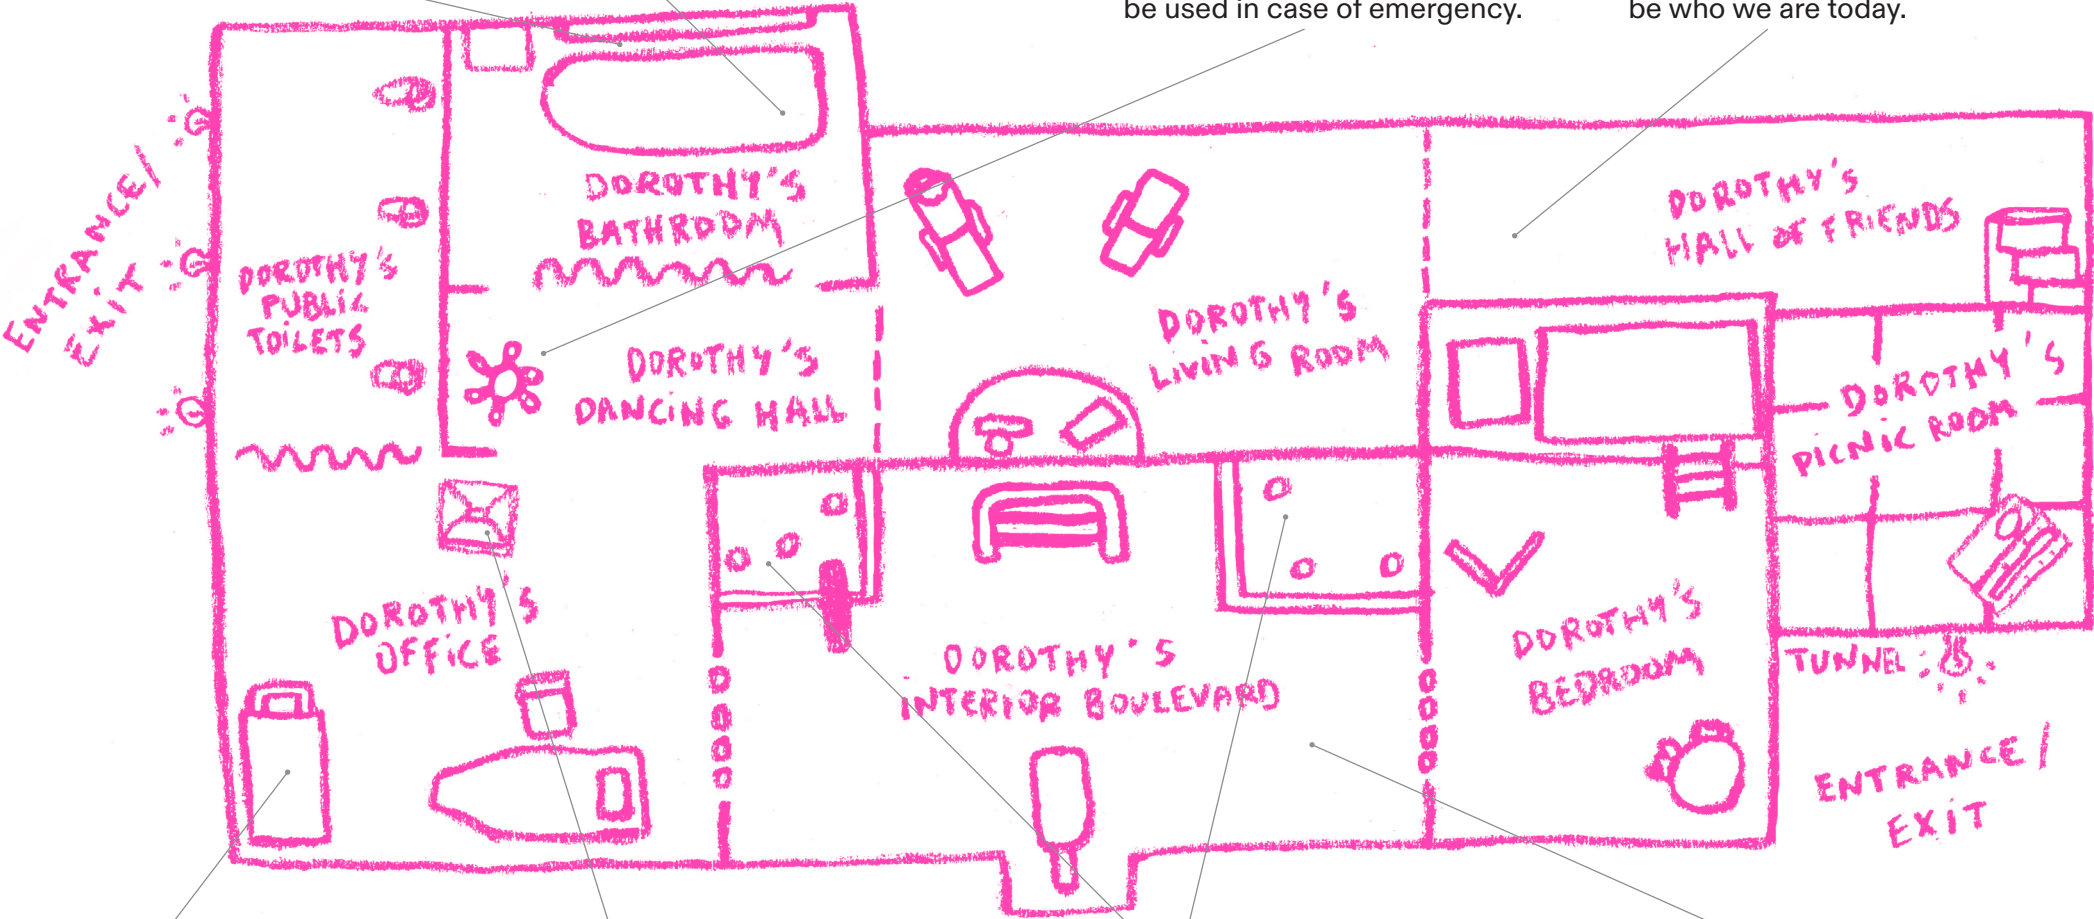 be used in case of emergency.
be who we are today.
ENTRANCE/
EXIT
DOROTHY'S
PUBLIC
TOILETS
DOROTHY'S
BATHROOM
DOROTHY'S
DANCING HALL
DOROTHY'S
LIVING ROOM
DOROTHY'S
HALL OF FRIENDS
DOROTHY'S
PICNIC ROOM
DOROTHY'S
OFFICE
DOROTHY'S
INTERIOR BOULEVARD
DOROTHY'S
BEDROOM
TUNNEL
ENTRANCE/
EXIT